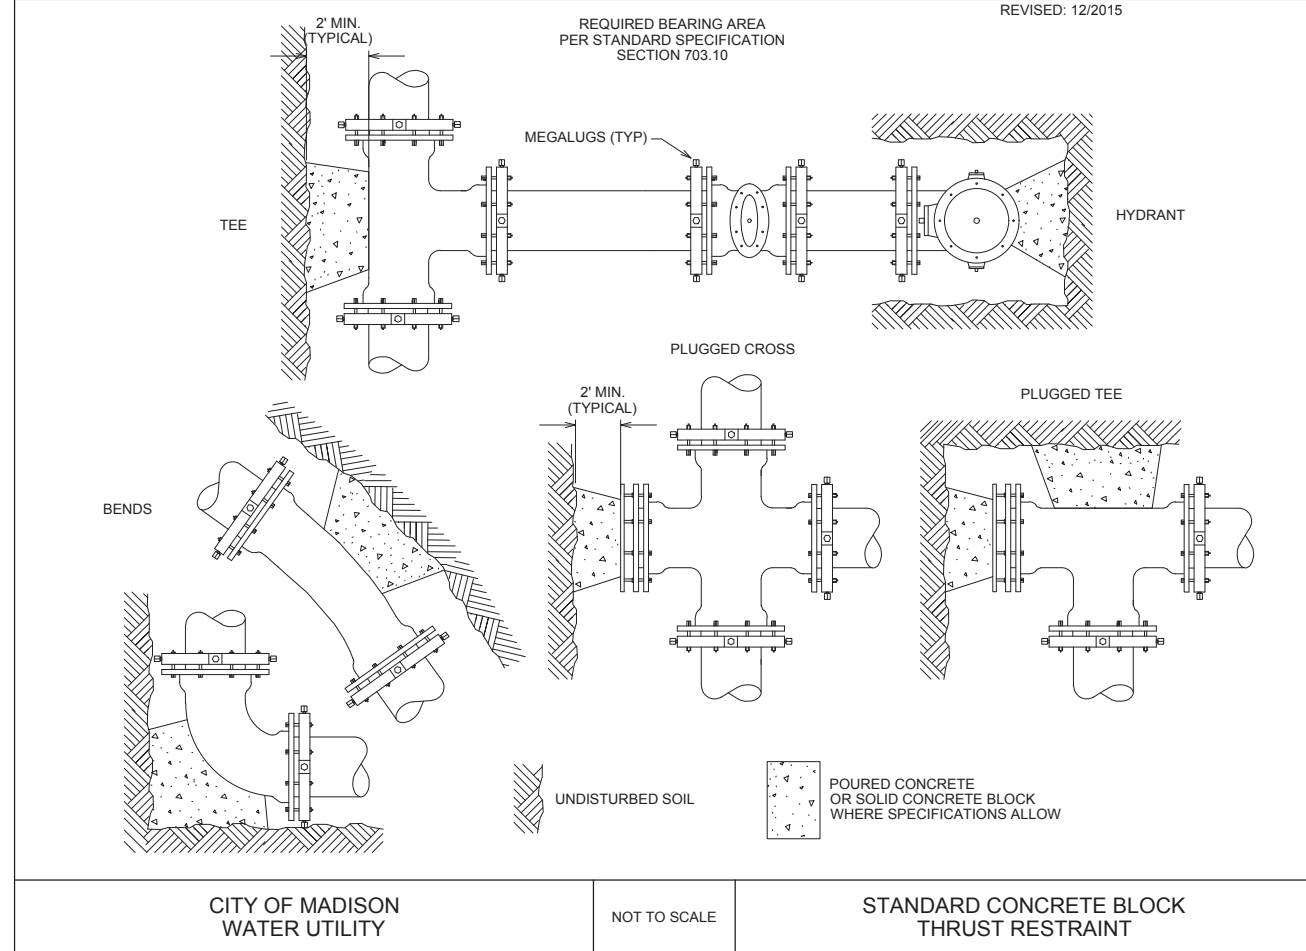 REVISED: 12/2015
2' MIN.
(TYPICAL)
REQUIRED BEARING AREA
PER STANDARD SPECIFICATION
SECTION 703.10
MEGALUGS (TYP)
TEE
HYDRANT
PLUGGED CROSS
2' MIN.
(TYPICAL)
PLUGGED TEE
BENDS
UNDISTURBED SOIL
POURED CONCRETE
OR SOLID CONCRETE BLOCK
WHERE SPECIFICATIONS ALLOW
CITY OF MADISON
WATER UTILITY
NOT TO SCALE
STANDARD CONCRETE BLOCK
THRUST RESTRAINT